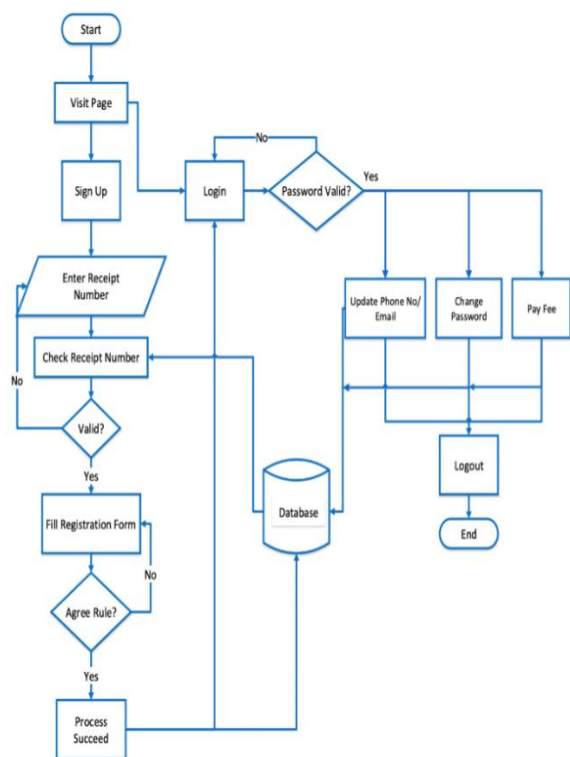 Start
Visit Page
No
Sign Up
Login
Password Valid?
Yes
Enter Receipt
Number
Update Phone No/
Email
Change
Password
Pay Fee
Check Receipt Number
No
Valid?
Yes
Logout
Database
Fill Registration Form
End
No
Agree Rule?
Yes
Process
Succeed